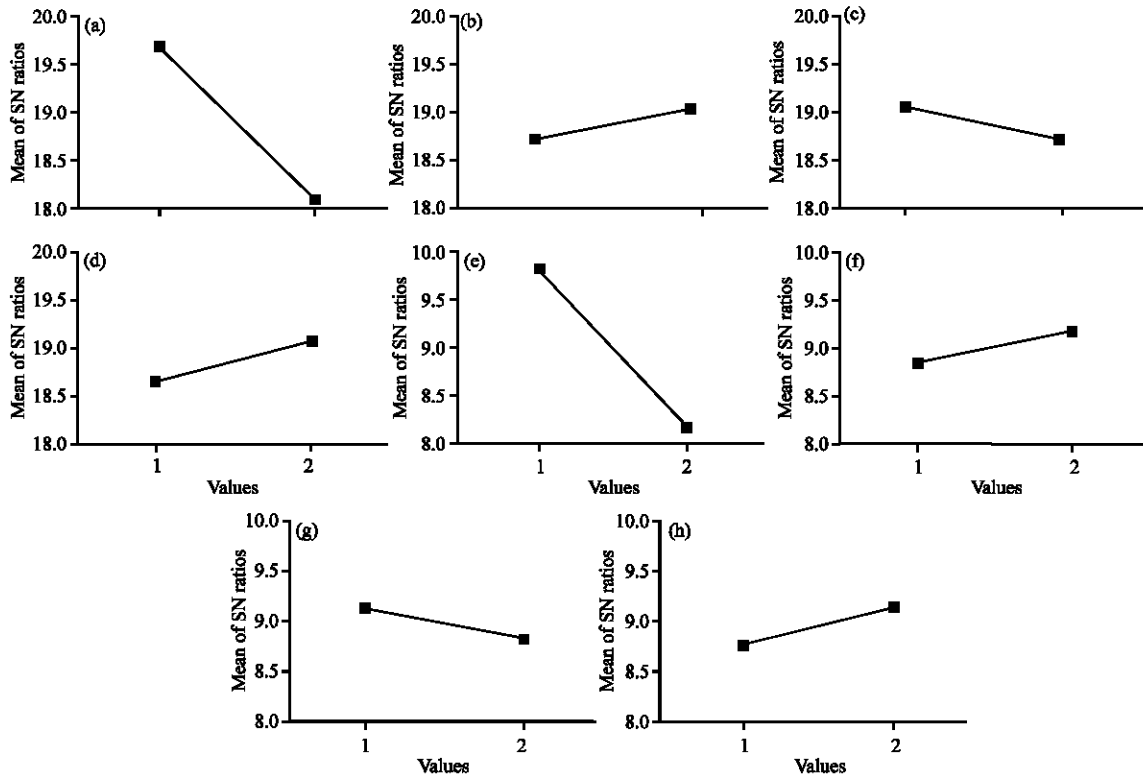 (a)
Mean of SN ratios
20.0
19.5
19.0
18.5
18.0
(b)
Mean of SN ratios
20.0
19.5
19.0
18.5
18.0
(c)
Mean of SN ratios
20.0
19.5
19.0
18.5
18.0
(d)
Mean of SN ratios
20.0
19.5
19.0
18.5
18.0
1 2
Values
(e)
Mean of SN ratios
10.0
9.5
9.0
8.5
8.0
1 2
Values
(f)
Mean of SN ratios
10.0
9.5
9.0
8.5
8.0
1 2
Values
(g)
Mean of SN ratios
10.0
9.5
9.0
8.5
8.0
1 2
Values
(h)
Mean of SN ratios
10.0
9.5
9.0
8.5
8.0
1 2
Values